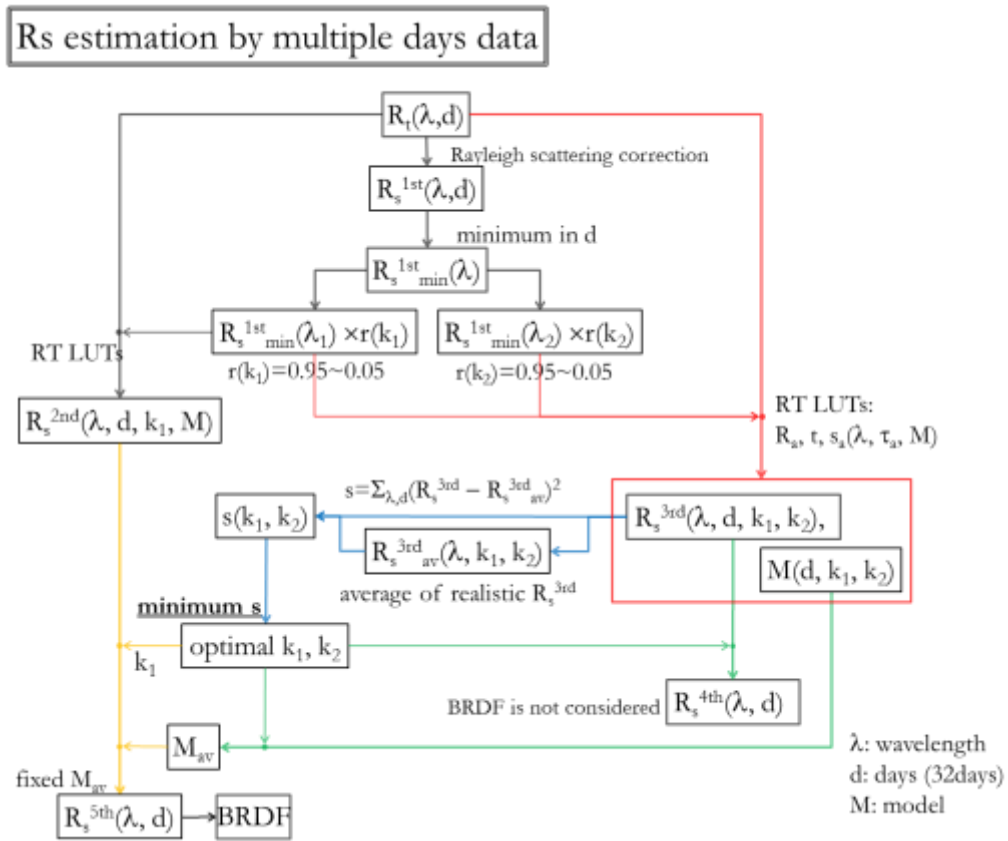 Rs estimation by multiple days data
Rₜ(λ,d)
Rayleigh scattering correction
Rₛ¹ˢᵗ(λ,d)
minimum in d
Rₛ¹ˢᵗmin(λ)
Rₛ¹ˢᵗmin(λ₁) ×r(k₁)
Rₛ¹ˢᵗmin(λ₂) ×r(k₂)
RT LUTs
r(k₁)=0.95~0.05
r(k₂)=0.95~0.05
Rₛ²ⁿᵈ(λ, d, k₁, M)
RT LUTs:
Rₐ, t, sₐ(λ, τₐ, M)
s=Σλ,d(Rₛ³ʳᵈ – Rₛ³ʳᵈav)²
s(k₁, k₂)
Rₛ³ʳᵈ(λ, d, k₁, k₂),
Rₛ³ʳᵈav(λ, k₁, k₂)
M(d, k₁, k₂)
average of realistic Rₛ³ʳᵈ
minimum s
optimal k₁, k₂
k₁
BRDF is not considered
Rₛ⁴ᵗʰ(λ, d)
Mav
fixed Mav
Rₛ⁵ᵗʰ(λ, d)
BRDF
λ: wavelength
d: days (32days)
M: model